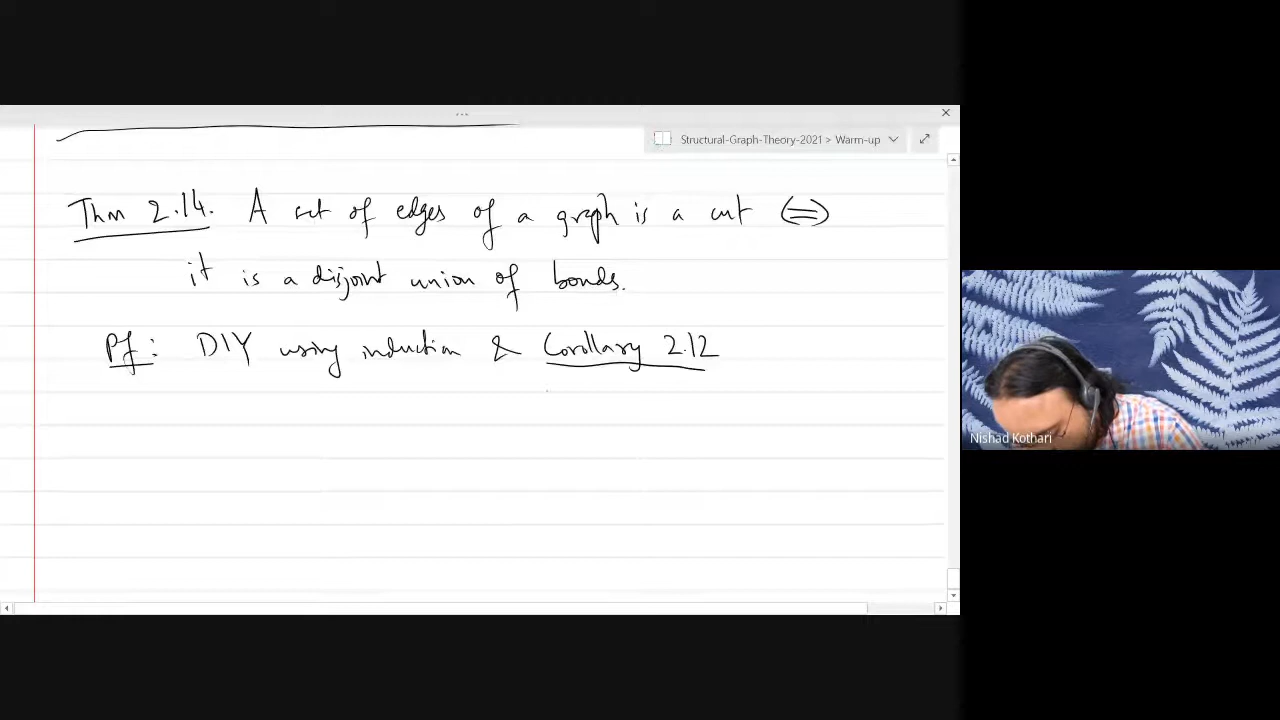 Structural-Graph-Theory-2021 > Warm-up
Thm 2.14. A set of edges of a graph is a cut ⟺
it is a disjoint union of bonds.
Pf: DIY using induction & Corollary 2.12
Nishad Kothari